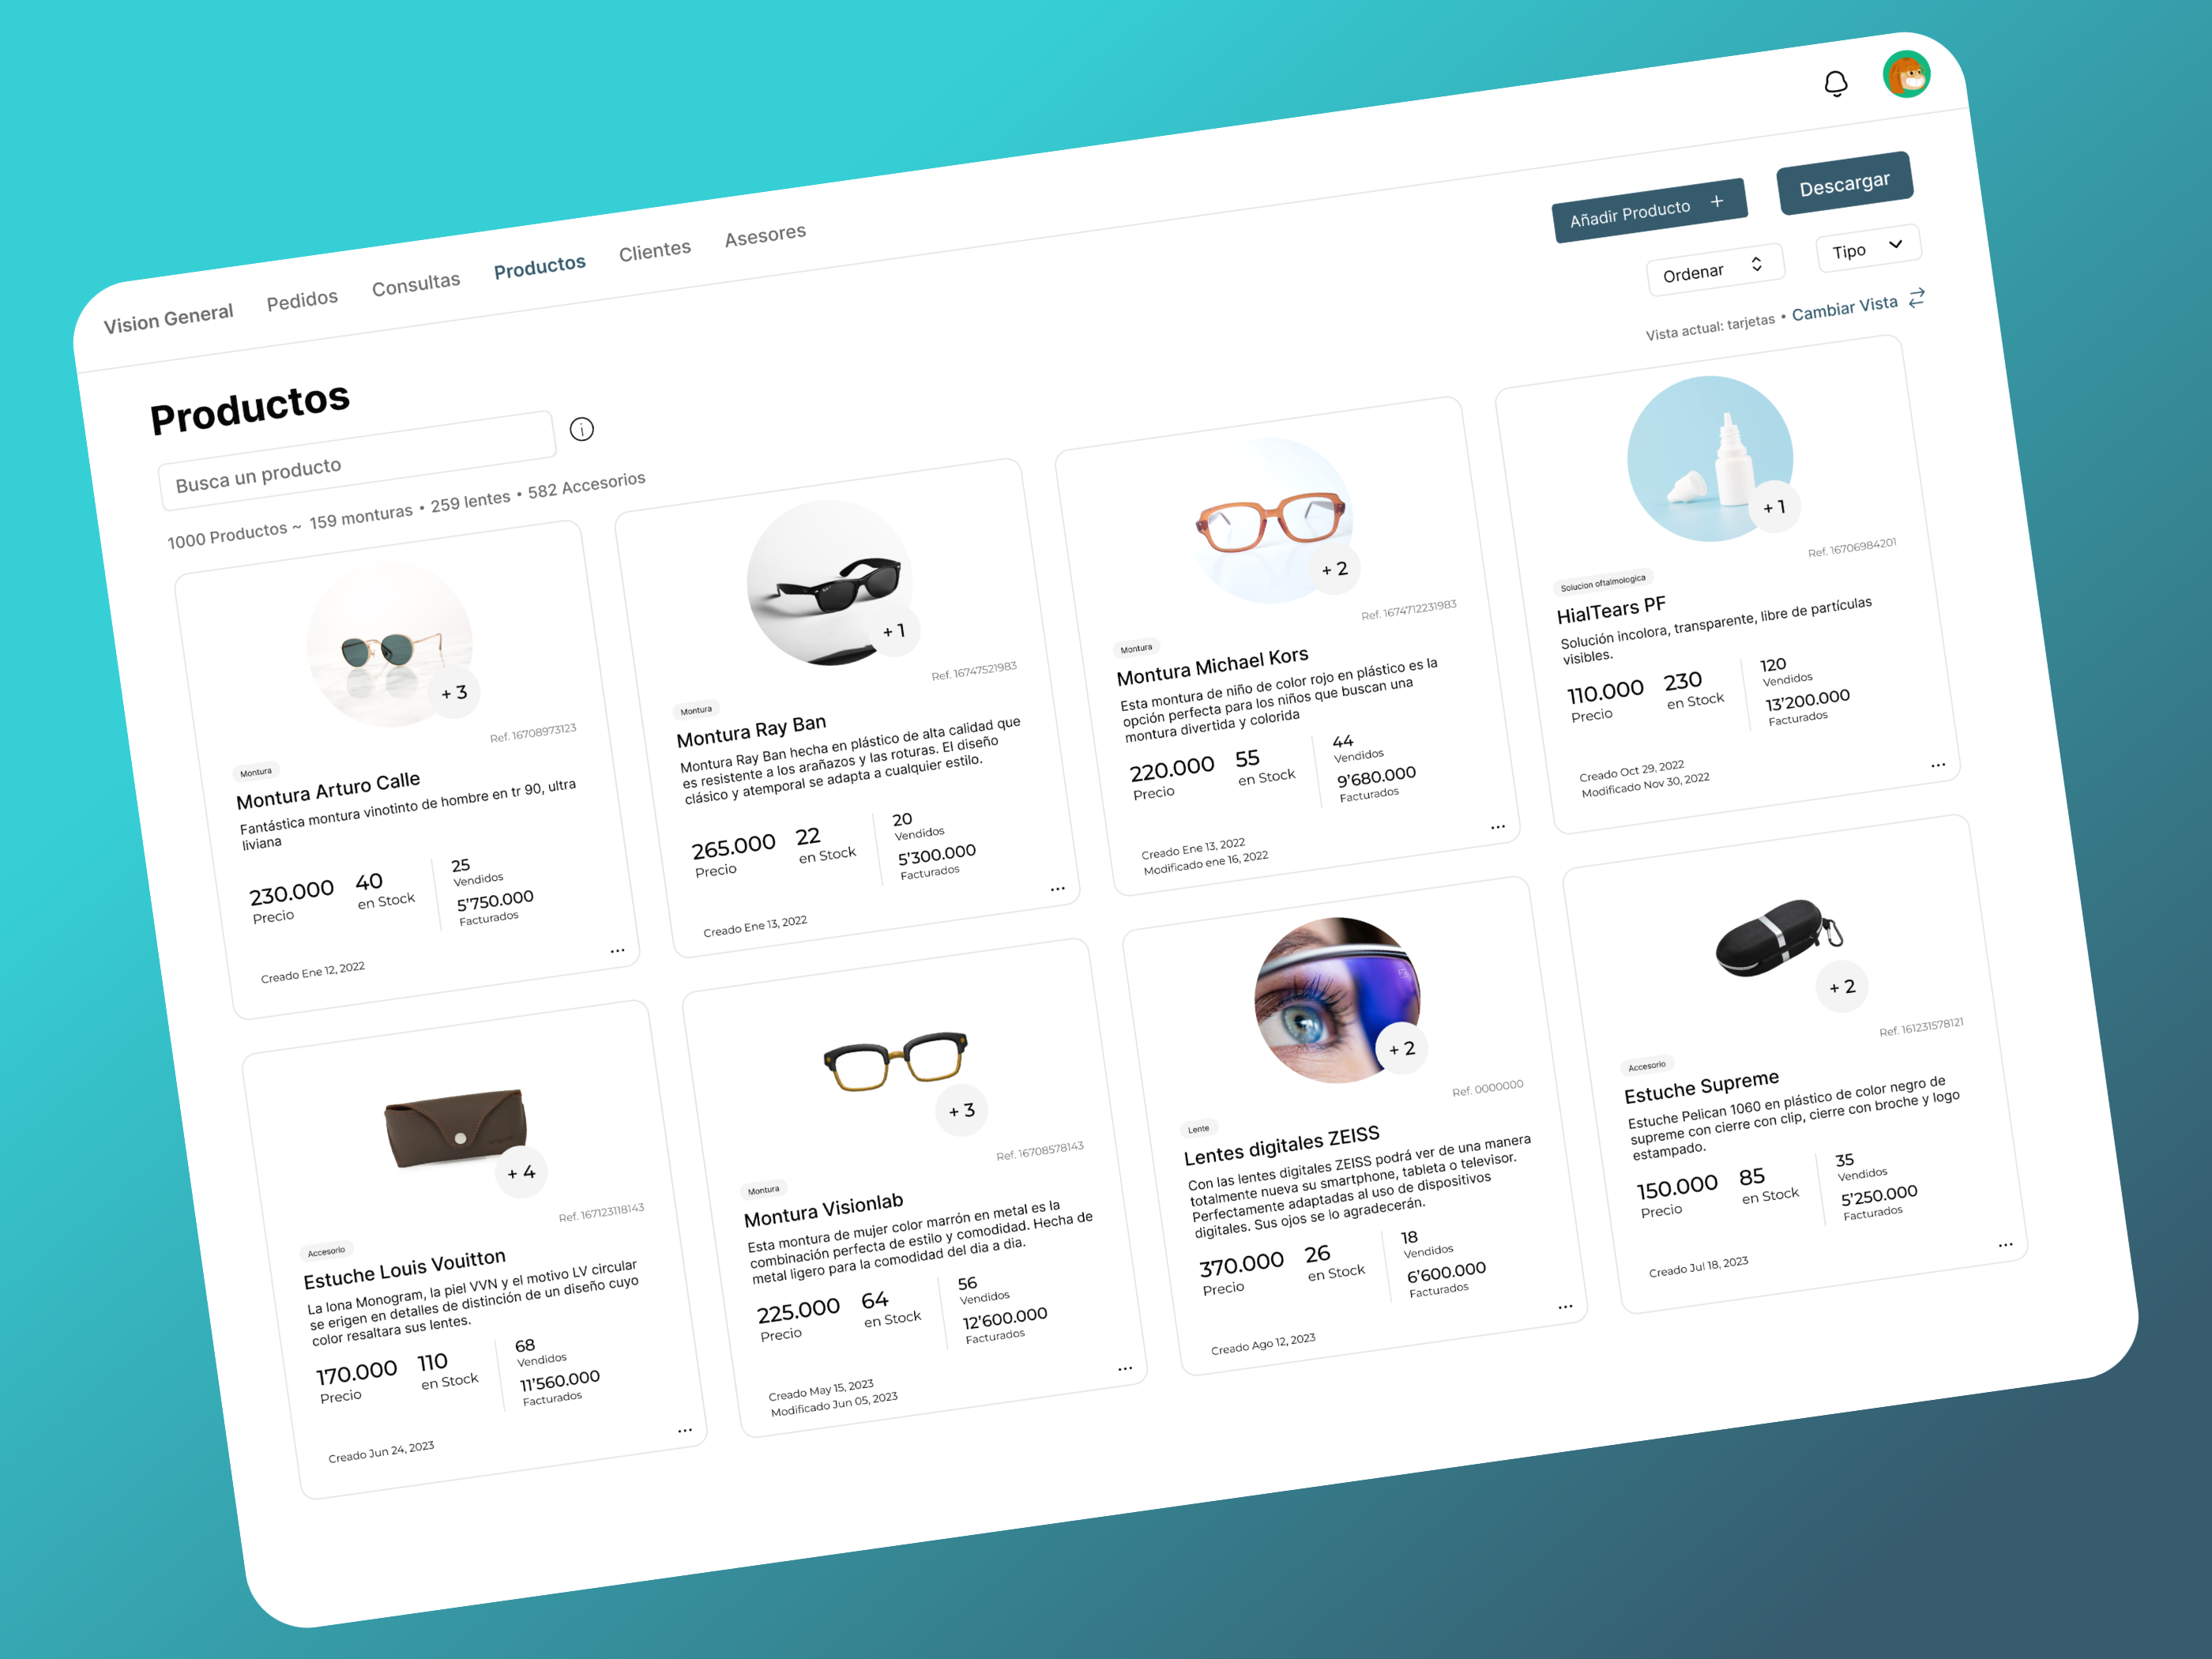 Vision General
Pedidos
Consultas
Productos
Clientes
Asesores
Productos
Añadir Producto +
Descargar
Busca un producto
Ordenar
Tipo
1000 Productos ~ 159 monturas • 259 lentes • 582 Accesorios
Vista actual: tarjetas • Cambiar Vista
+ 3
Ref. 16708973123
Montura
Montura Arturo Calle
Fantástica montura vinotinto de hombre en tr 90, ultra
liviana
230.000
Precio
40
en Stock
25
Vendidos
5'750.000
Facturados
Creado Ene 12, 2022
...
+ 1
Ref. 16747521983
Montura
Montura Ray Ban
Montura Ray Ban hecha en plástico de alta calidad que
es resistente a los arañazos y las roturas. El diseño
clásico y atemporal se adapta a cualquier estilo.
265.000
Precio
22
en Stock
20
Vendidos
5'300.000
Facturados
Creado Ene 13, 2022
...
+ 2
Ref. 1674712231983
Montura
Montura Michael Kors
Esta montura de niño de color rojo en plástico es la
opción perfecta para los niños que buscan una
montura divertida y colorida
220.000
Precio
55
en Stock
44
Vendidos
9'680.000
Facturados
Creado Ene 13, 2022
Modificado ene 16, 2022
...
+ 1
Ref. 16706984201
Solucion oftalmologica
HialTears PF
Solución incolora, transparente, libre de partículas
visibles.
110.000
Precio
230
en Stock
120
Vendidos
13'200.000
Facturados
Creado Oct 29, 2022
Modificado Nov 30, 2022
...
+ 4
Ref. 167123118143
Accesorio
Estuche Louis Vouitton
La lona Monogram, la piel VVN y el motivo LV circular
se erigen en detalles de distinción de un diseño cuyo
color resaltara sus lentes.
170.000
Precio
110
en Stock
68
Vendidos
11'560.000
Facturados
Creado Jun 24, 2023
...
+ 3
Ref. 16708578143
Montura
Montura Visionlab
Esta montura de mujer color marrón en metal es la
combinación perfecta de estilo y comodidad. Hecha de
metal ligero para la comodidad del dia a dia.
225.000
Precio
64
en Stock
56
Vendidos
12'600.000
Facturados
Creado May 15, 2023
Modificado Jun 05, 2023
...
+ 2
Ref. 0000000
Lente
Lentes digitales ZEISS
Con las lentes digitales ZEISS podrá ver de una manera
totalmente nueva su smartphone, tableta o televisor.
Perfectamente adaptadas al uso de dispositivos
digitales. Sus ojos se lo agradecerán.
370.000
Precio
26
en Stock
18
Vendidos
6'600.000
Facturados
Creado Ago 12, 2023
...
+ 2
Ref. 161231578121
Accesorio
Estuche Supreme
Estuche Pelican 1060 en plástico de color negro de
supreme con cierre con clip, cierre con broche y logo
estampado.
150.000
Precio
85
en Stock
35
Vendidos
5'250.000
Facturados
Creado Jul 18, 2023
...